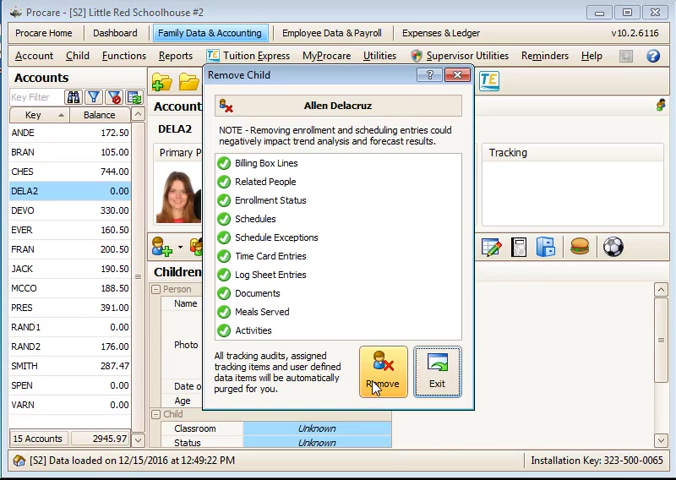 Procare - [S2] Little Red Schoolhouse #2
Procare Home
Dashboard
Family Data & Accounting
Employee Data & Payroll
Expenses & Ledger
v10.2.6116
Account
Child
Functions
Reports
TE
Tuition Express
MyProcare
Utilities
Supervisor Utilities
Reminders
Help
Accounts
Key Filter
Key
Balance
ANDE 172.50
BRAN 105.00
CHES 744.00
DELA2 0.00
DEVO 330.00
EVER 160.50
FRAN 200.50
JACK 190.50
MCCO 188.50
PRES 391.00
RAND1 0.00
RAND2 176.00
SMITH 287.47
SPEN 0.00
VARN 0.00
15 Accounts 2945.97
TE
Account
DELA2
Primary P
Tracking
Children
Person
Name
Photo
Date o
Age
Child
Classroom Unknown
Status Unknown
Remove Child
Allen Delacruz
NOTE - Removing enrollment and scheduling entries could
negatively impact trend analysis and forecast results.
Billing Box Lines
Related People
Enrollment Status
Schedules
Schedule Exceptions
Time Card Entries
Log Sheet Entries
Documents
Meals Served
Activities
All tracking audits, assigned
tracking items and user defined
data items will be automatically
purged for you.
Remove
Exit
[S2] Data loaded on 12/15/2016 at 12:49:22 PM
Installation Key: 323-500-0065